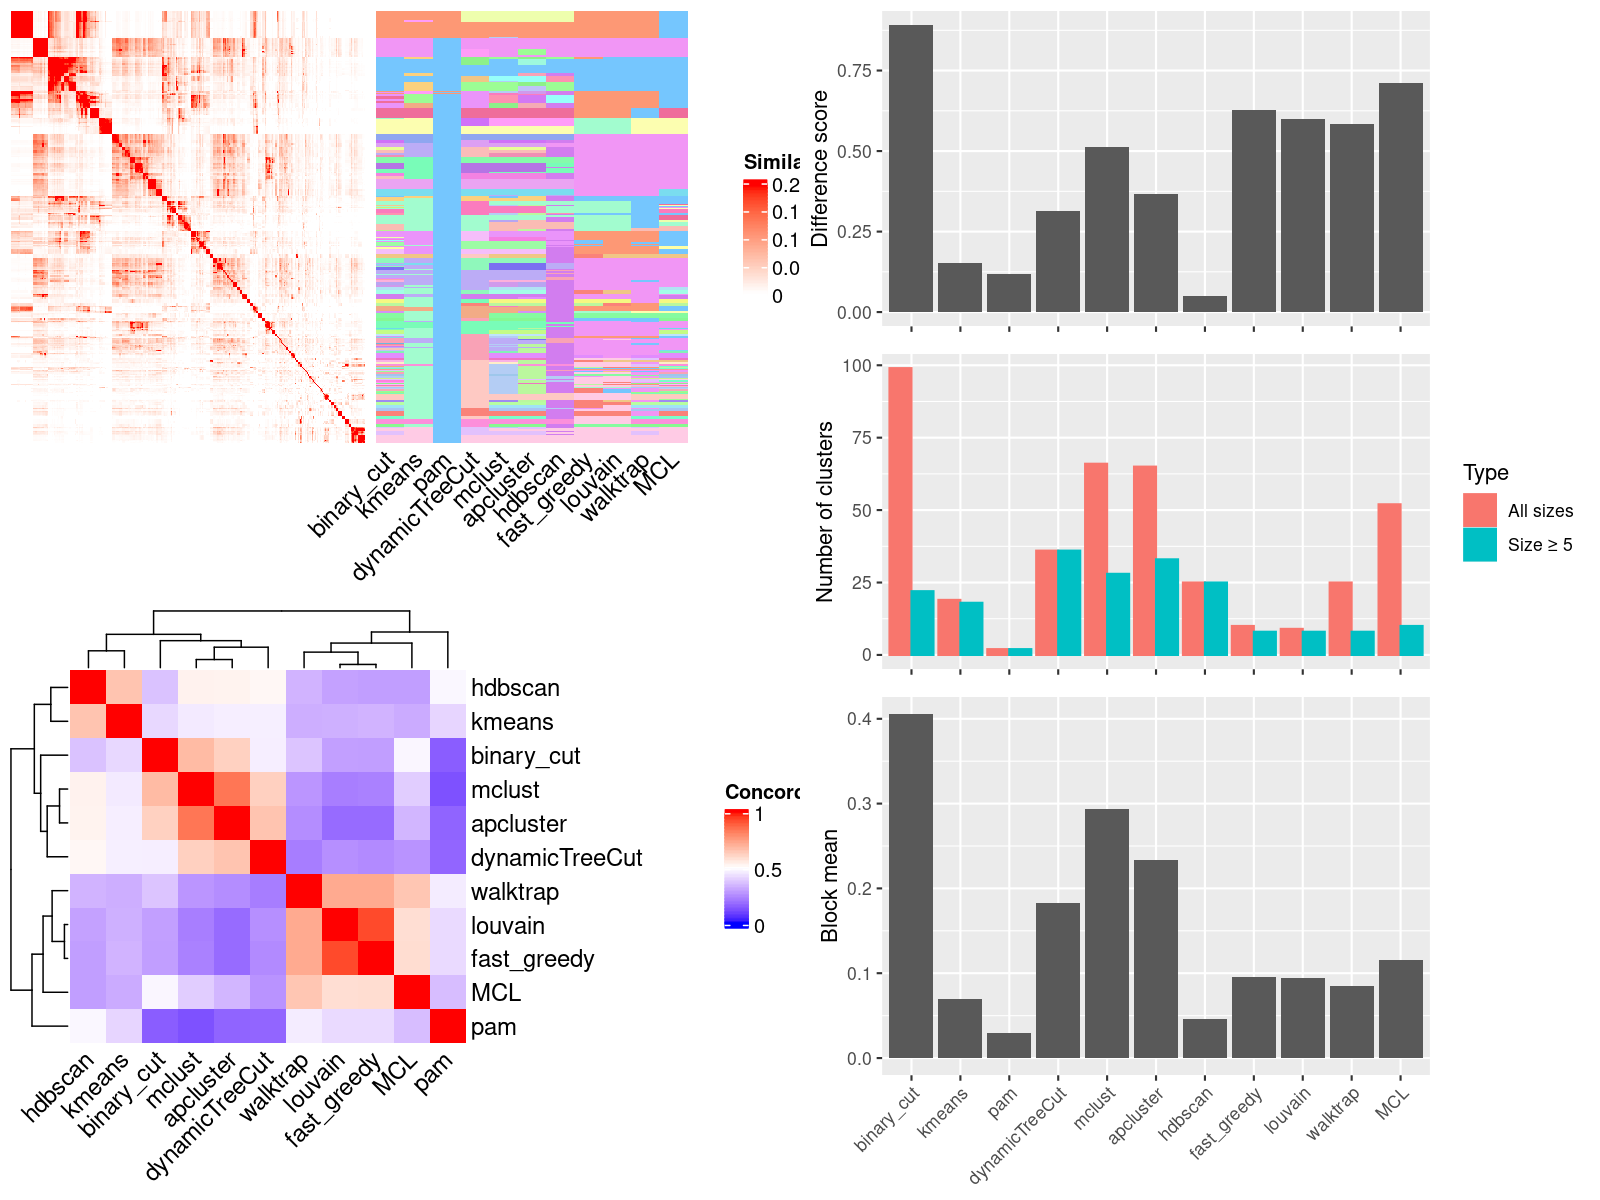 Simila
0.2
0.1
0.1
0.0
0
binary_cut
kmeans
pam
dynamicTreeCut
mclust
apcluster
hdbscan
fast_greedy
louvain
walktrap
MCL
hdbscan
kmeans
binary_cut
mclust
apcluster
dynamicTreeCut
walktrap
louvain
fast_greedy
MCL
pam
hdbscan
kmeans
binary_cut
mclust
apcluster
dynamicTreeCut
walktrap
louvain
fast_greedy
MCL
pam
Concorc
1
0.5
0
Difference score
0.75
0.50
0.25
0.00
Number of clusters
100
75
50
25
0
Type
All sizes
Size ≥ 5
Block mean
0.4
0.3
0.2
0.1
0.0
binary_cut
kmeans
pam
dynamicTreeCut
mclust
apcluster
hdbscan
fast_greedy
louvain
walktrap
MCL